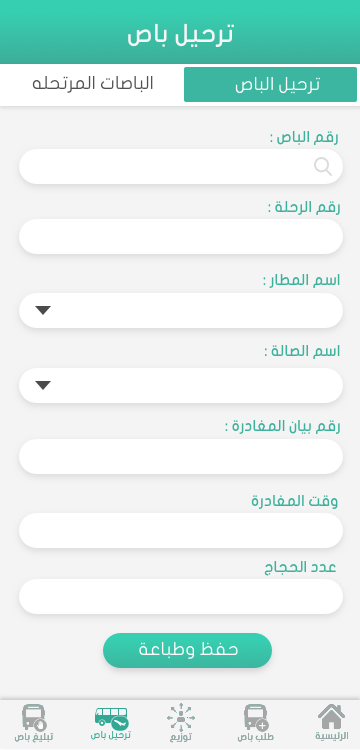 ترحيل باص
ترحيل الباص
الباصات المرتحله
رقم الباص :
رقم الرحلة :
اسم المطار :
اسم الصالة :
رقم بيان المغادرة :
وقت المغادرة
عدد الحجاج
حفظ وطباعة
الرئيسية
طلب باص
توزيع
ترحيل باص
تبليغ باص